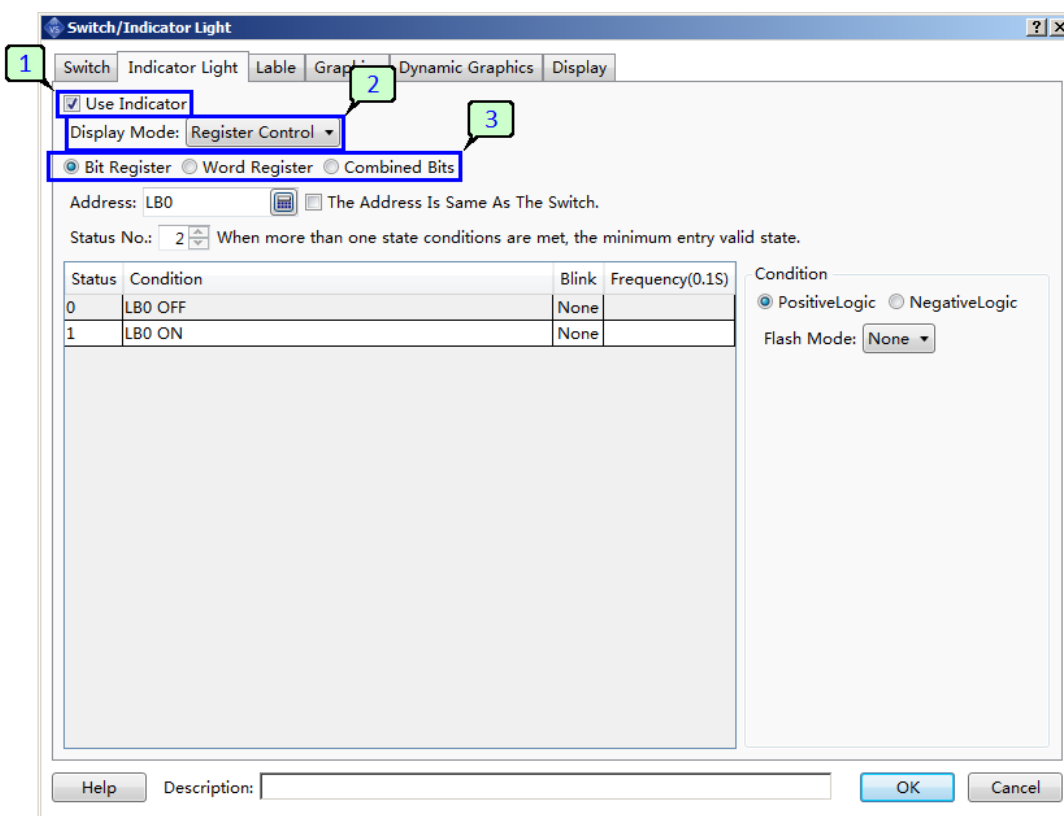 VS Switch/Indicator Light ? X
1
Switch Indicator Light Lable Dynamic Graphics Display
2
Use Indicator
3
Display Mode: Register Control
Bit Register Word Register Combined Bits
Address: LB0 The Address Is Same As The Switch.
Status No.: 2 When more than one state conditions are met, the minimum entry valid state.
Status Condition Blink Frequency(0.1S)
0 LB0 OFF None
1 LB0 ON None
Condition
PositiveLogic NegativeLogic
Flash Mode: None
Help Description: OK Cancel